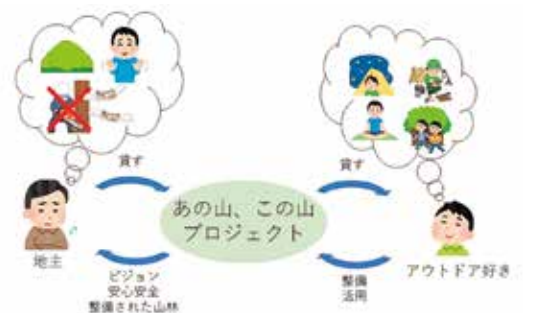 貸す
貸す
あの山、この山
プロジェクト
地主
アウトドア好き
ビジョン
安心安全
整備された山林
整備
活用